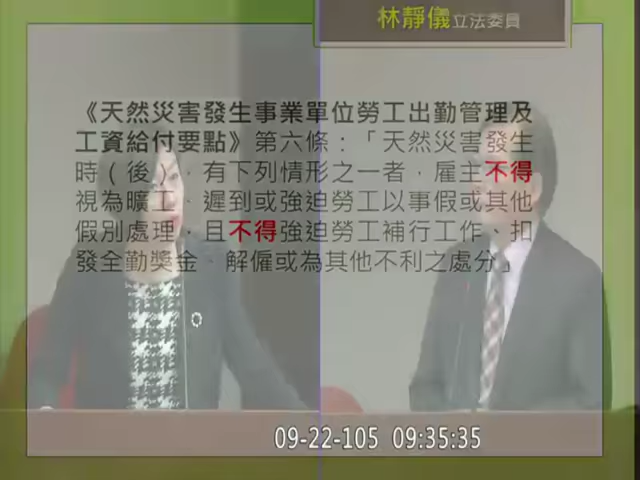 林靜儀立法委員
《天然災害發生事業單位勞工出勤管理及
工資給付要點》第六條：「天然災害發生
時（後），有下列情形之一者，雇主不得
視為曠工、遲到或強迫勞工以事假或其他
假別處理，且不得強迫勞工補行工作、扣
發全勤獎金、解僱或為其他不利之處分」
09-22-105 09:35:35